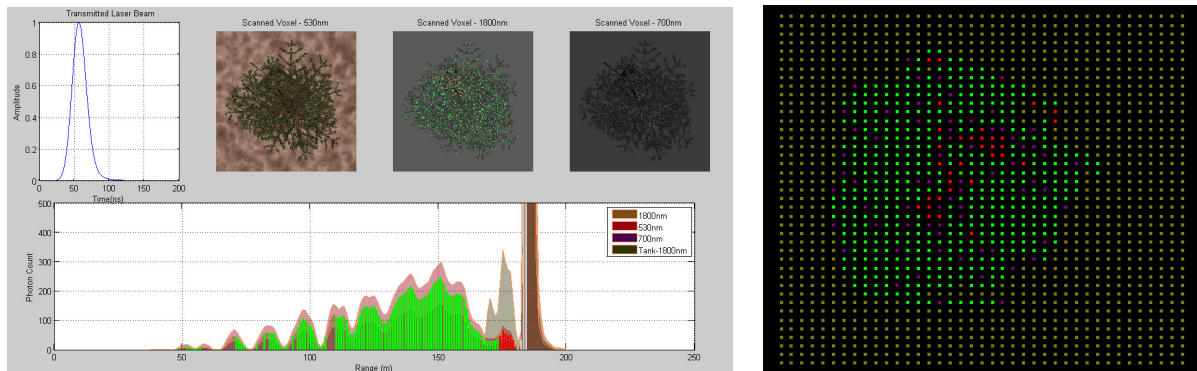 Transmitted Laser Beam
1
0.8
0.6
0.4
0.2
0
Amplitude
0 50 100 150 200
Time(ns)
Scanned Voxel - 530nm
Scanned Voxel - 1800nm
Scanned Voxel - 700nm
500
400
300
200
100
0
Photon Count
0 50 100 150 200 250
Range (m)
1800nm
530nm
700nm
Tank-1800nm